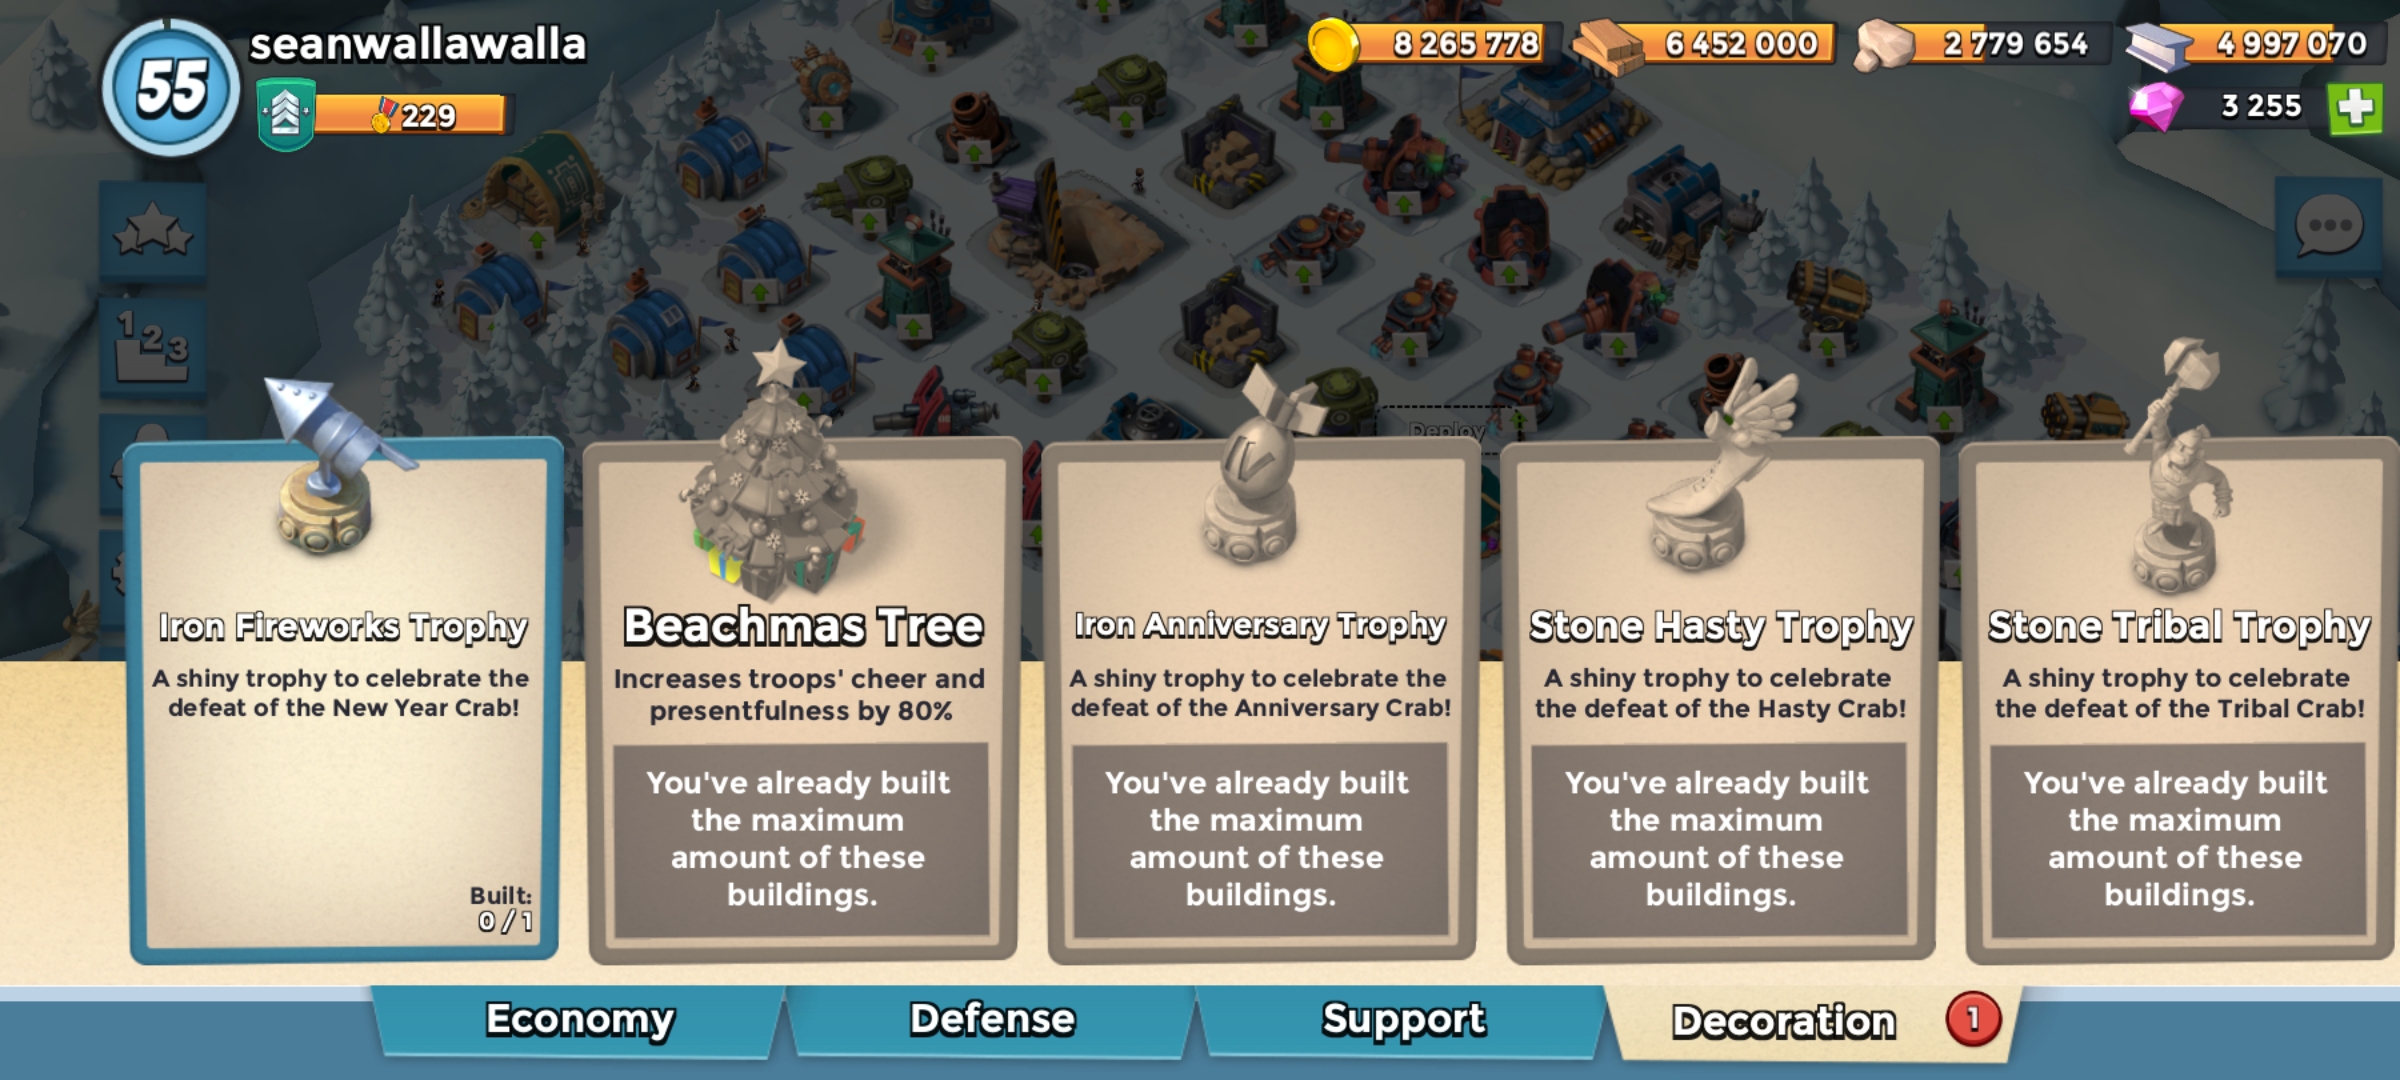 55
seanwallawalla
229
8 265 778
6 452 000
2 779 654
4 997 070
3 255
123
Deploy
IV
Iron Fireworks Trophy
A shiny trophy to celebrate the
defeat of the New Year Crab!
Built:
0/1
Beachmas Tree
Increases troops' cheer and
presentfulness by 80%
You've already built
the maximum
amount of these
buildings.
Iron Anniversary Trophy
A shiny trophy to celebrate the
defeat of the Anniversary Crab!
You've already built
the maximum
amount of these
buildings.
Stone Hasty Trophy
A shiny trophy to celebrate
the defeat of the Hasty Crab!
You've already built
the maximum
amount of these
buildings.
Stone Tribal Trophy
A shiny trophy to celebrate
the defeat of the Tribal Crab!
You've already built
the maximum
amount of these
buildings.
Economy
Defense
Support
Decoration
1